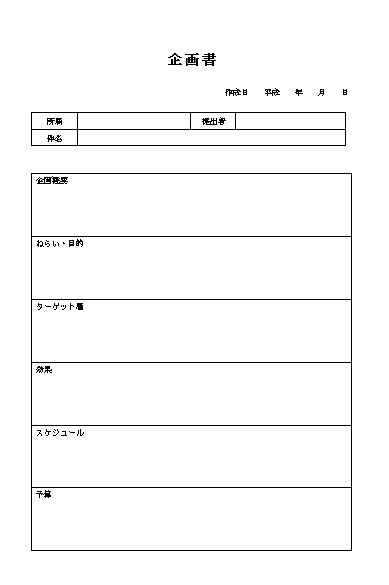 企画書
作成日 平成 年 月 日
所属 提出者
件名
企画概要
ねらい・目的
ターゲット層
効果
スケジュール
予算